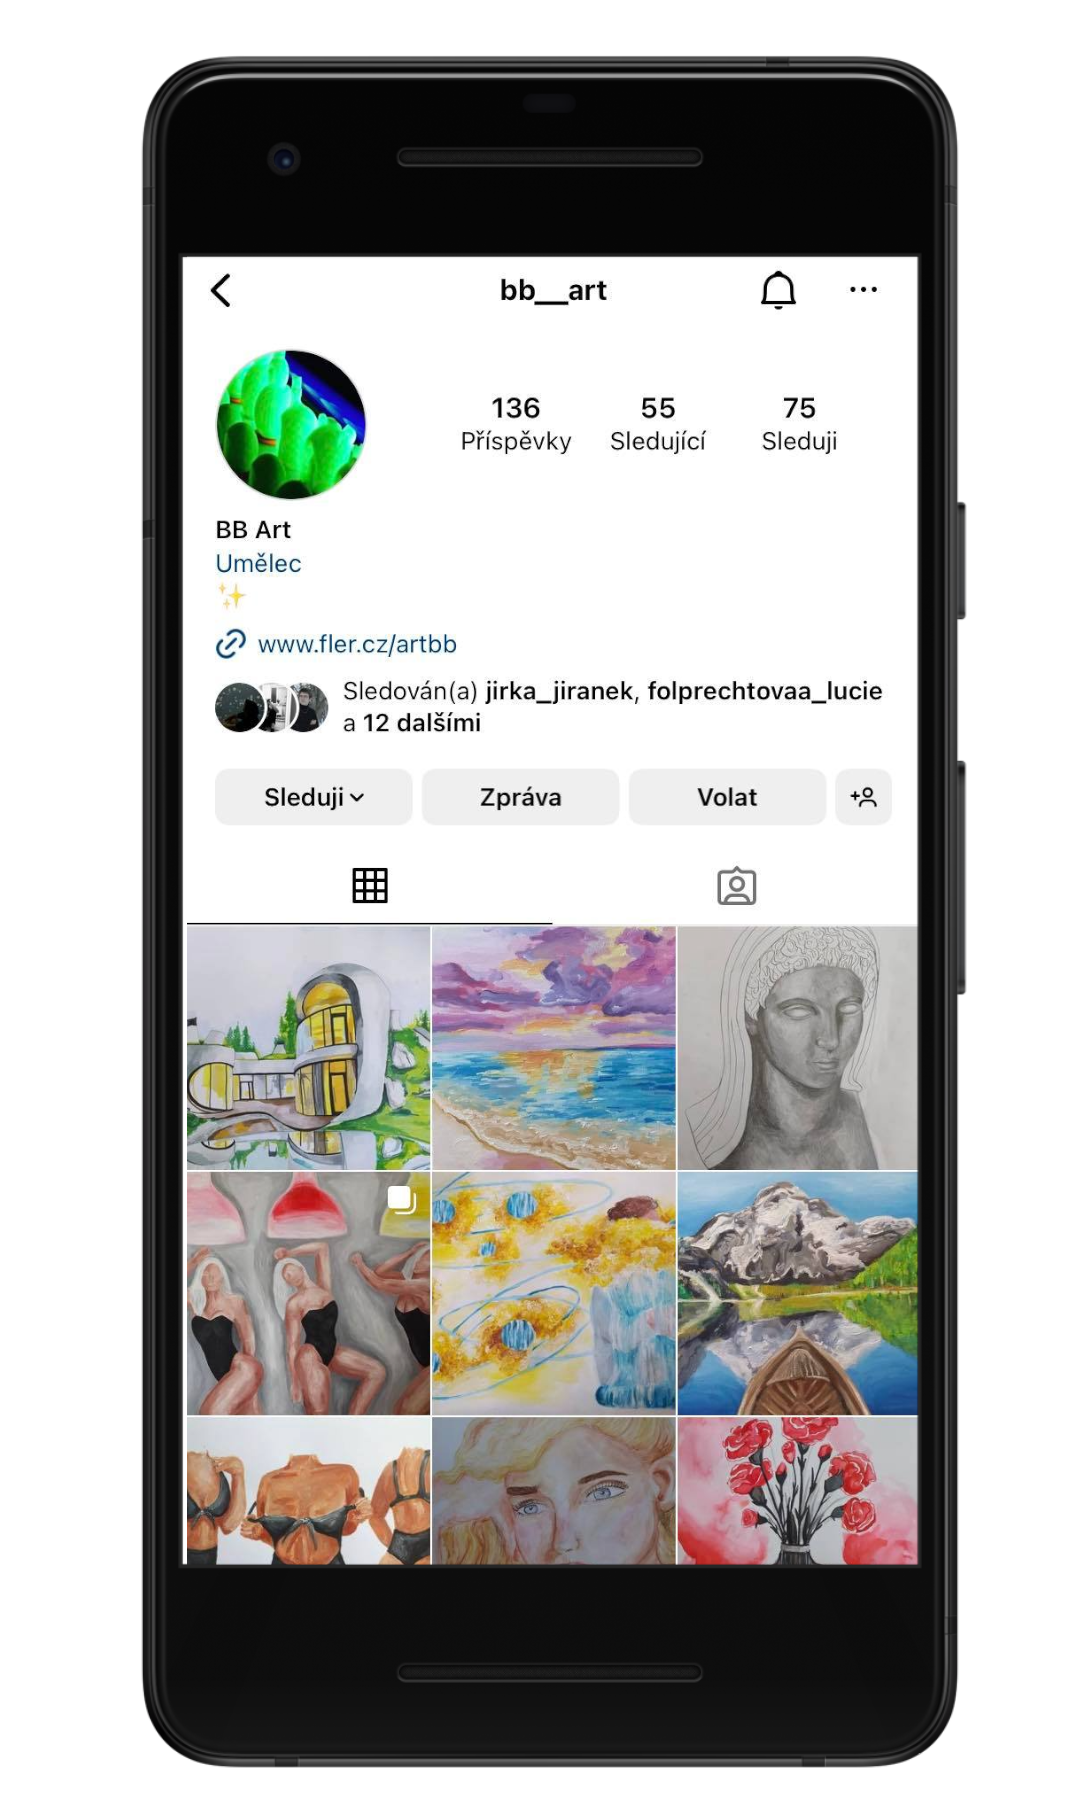 bb__art
136 55 75
Příspěvky Sledující Sleduji
BB Art
Umělec
www.fler.cz/artbb
Sledován(a) jirka_jiranek, folprechtovaa_lucie
a 12 dalšími
Sleduji Zpráva Volat